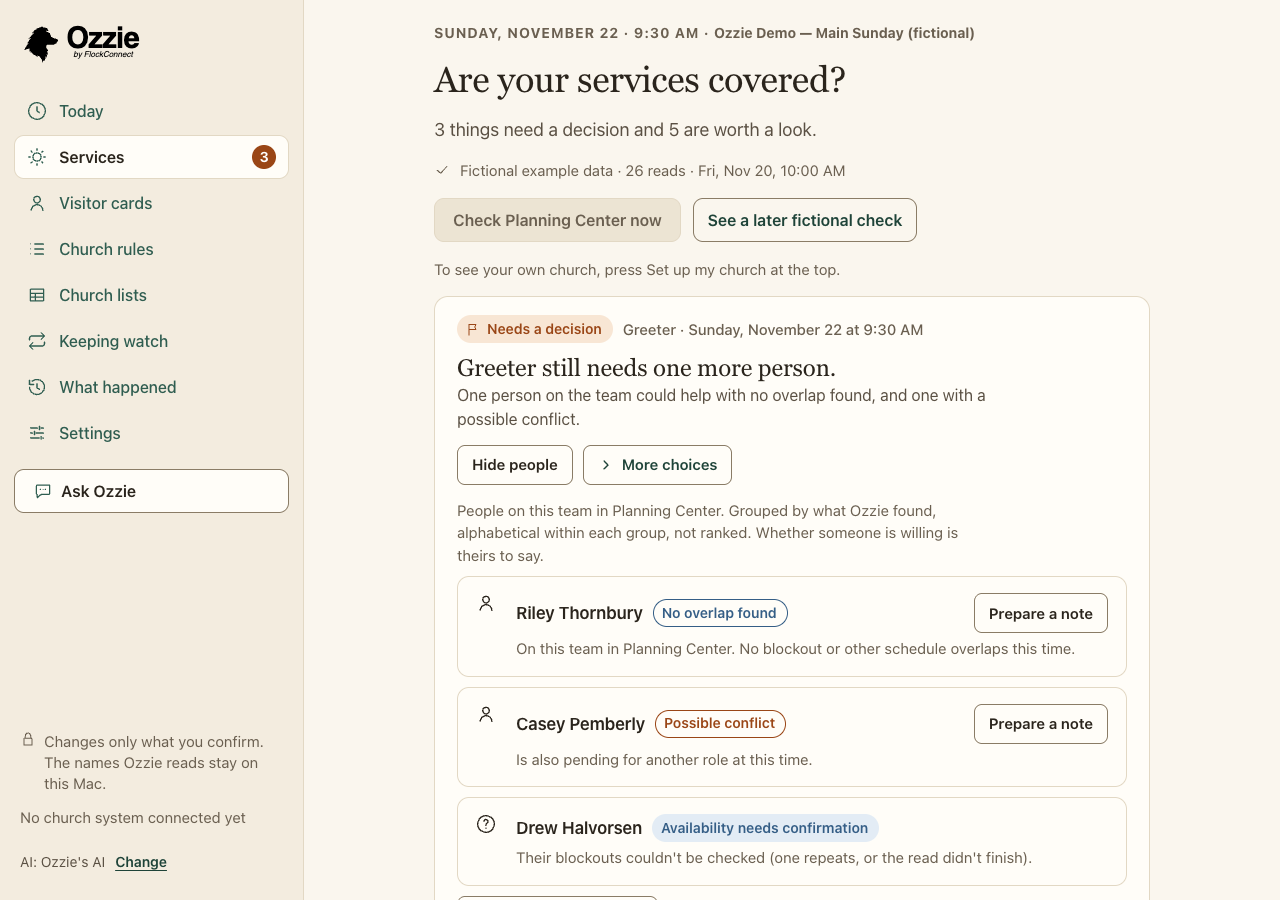 Ozzie
by FlockConnect
Today
Services
3
Visitor cards
Church rules
Church lists
Keeping watch
What happened
Settings
Ask Ozzie
Changes only what you confirm.
The names Ozzie reads stay on
this Mac.
No church system connected yet
AI: Ozzie's AI Change
SUNDAY, NOVEMBER 22 · 9:30 AM · Ozzie Demo — Main Sunday (fictional)
Are your services covered?
3 things need a decision and 5 are worth a look.
Fictional example data · 26 reads · Fri, Nov 20, 10:00 AM
Check Planning Center now
See a later fictional check
To see your own church, press Set up my church at the top.
Needs a decision
Greeter · Sunday, November 22 at 9:30 AM
Greeter still needs one more person.
One person on the team could help with no overlap found, and one with a
possible conflict.
Hide people
More choices
People on this team in Planning Center. Grouped by what Ozzie found,
alphabetical within each group, not ranked. Whether someone is willing is
theirs to say.
Riley Thornbury
No overlap found
Prepare a note
On this team in Planning Center. No blockout or other schedule overlaps this time.
Casey Pemberly
Possible conflict
Prepare a note
Is also pending for another role at this time.
Drew Halvorsen
Availability needs confirmation
Their blockouts couldn't be checked (one repeats, or the read didn't finish).